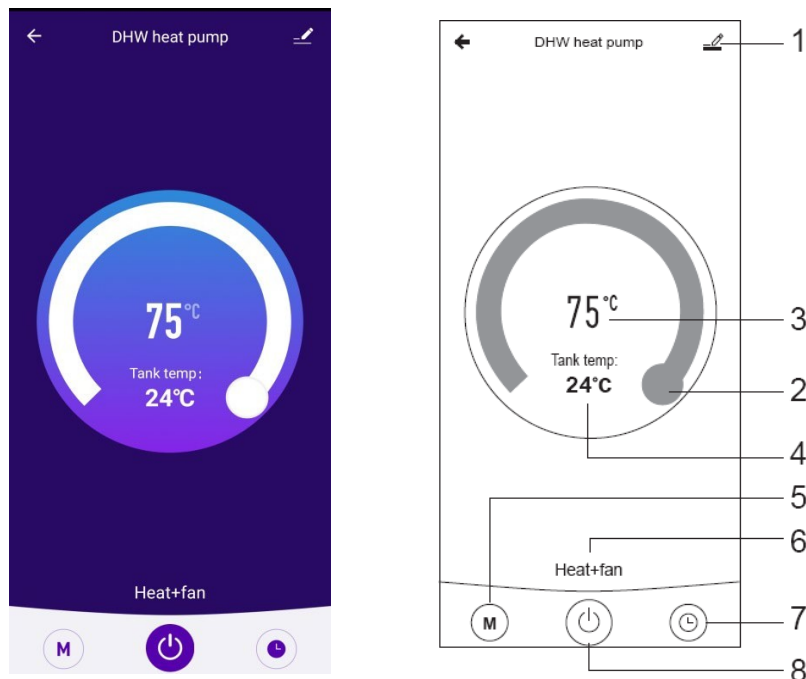 DHW heat pump
75°C
Tank temp:
24°C
Heat+fan
M
DHW heat pump
1
75°C
3
Tank temp:
24°C
2
4
5
6
Heat+fan
M
7
8